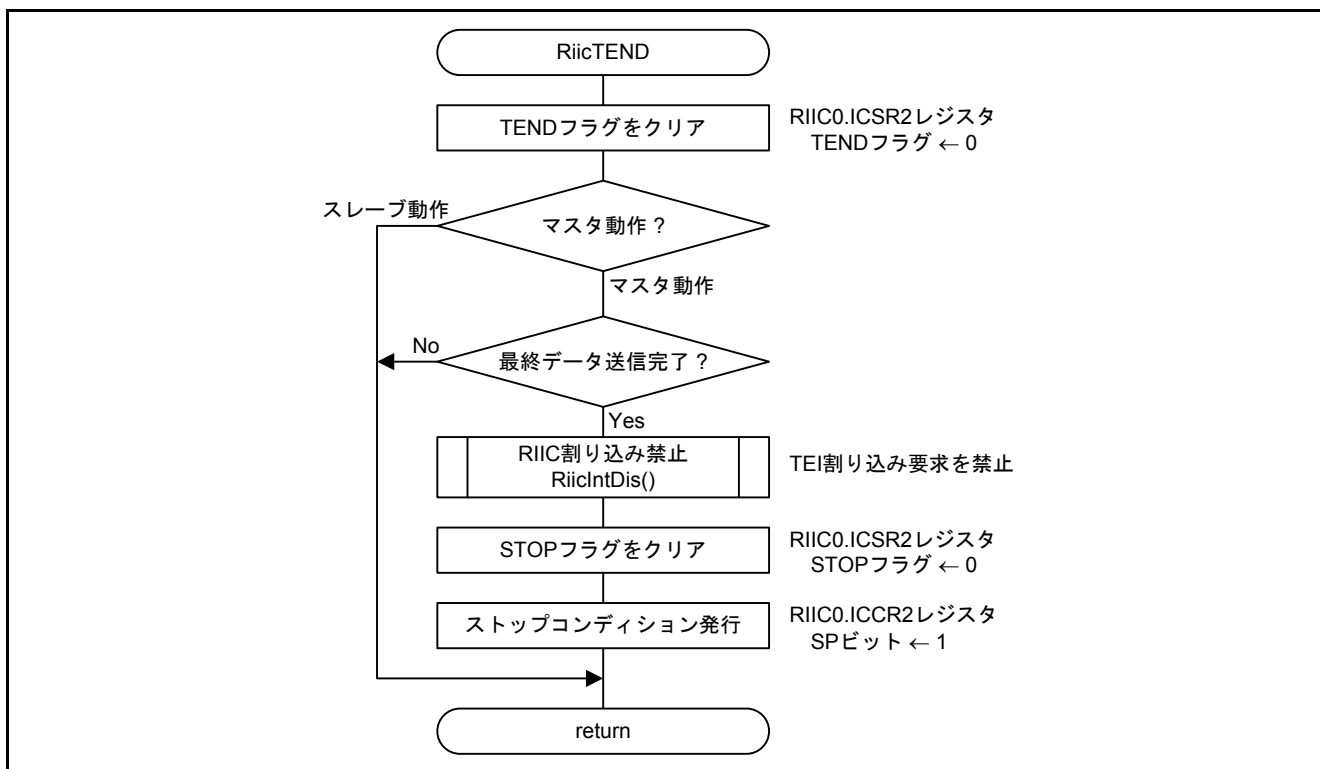 RiicTEND
TENDフラグをクリア
RIIC0.ICSR2レジスタ
TENDフラグ ← 0
スレーブ動作
マスタ動作？
マスタ動作
No
最終データ送信完了？
Yes
RIIC割り込み禁止
RiicIntDis()
TEI割り込み要求を禁止
STOPフラグをクリア
RIIC0.ICSR2レジスタ
STOPフラグ ← 0
ストップコンディション発行
RIIC0.ICCR2レジスタ
SPビット ← 1
return